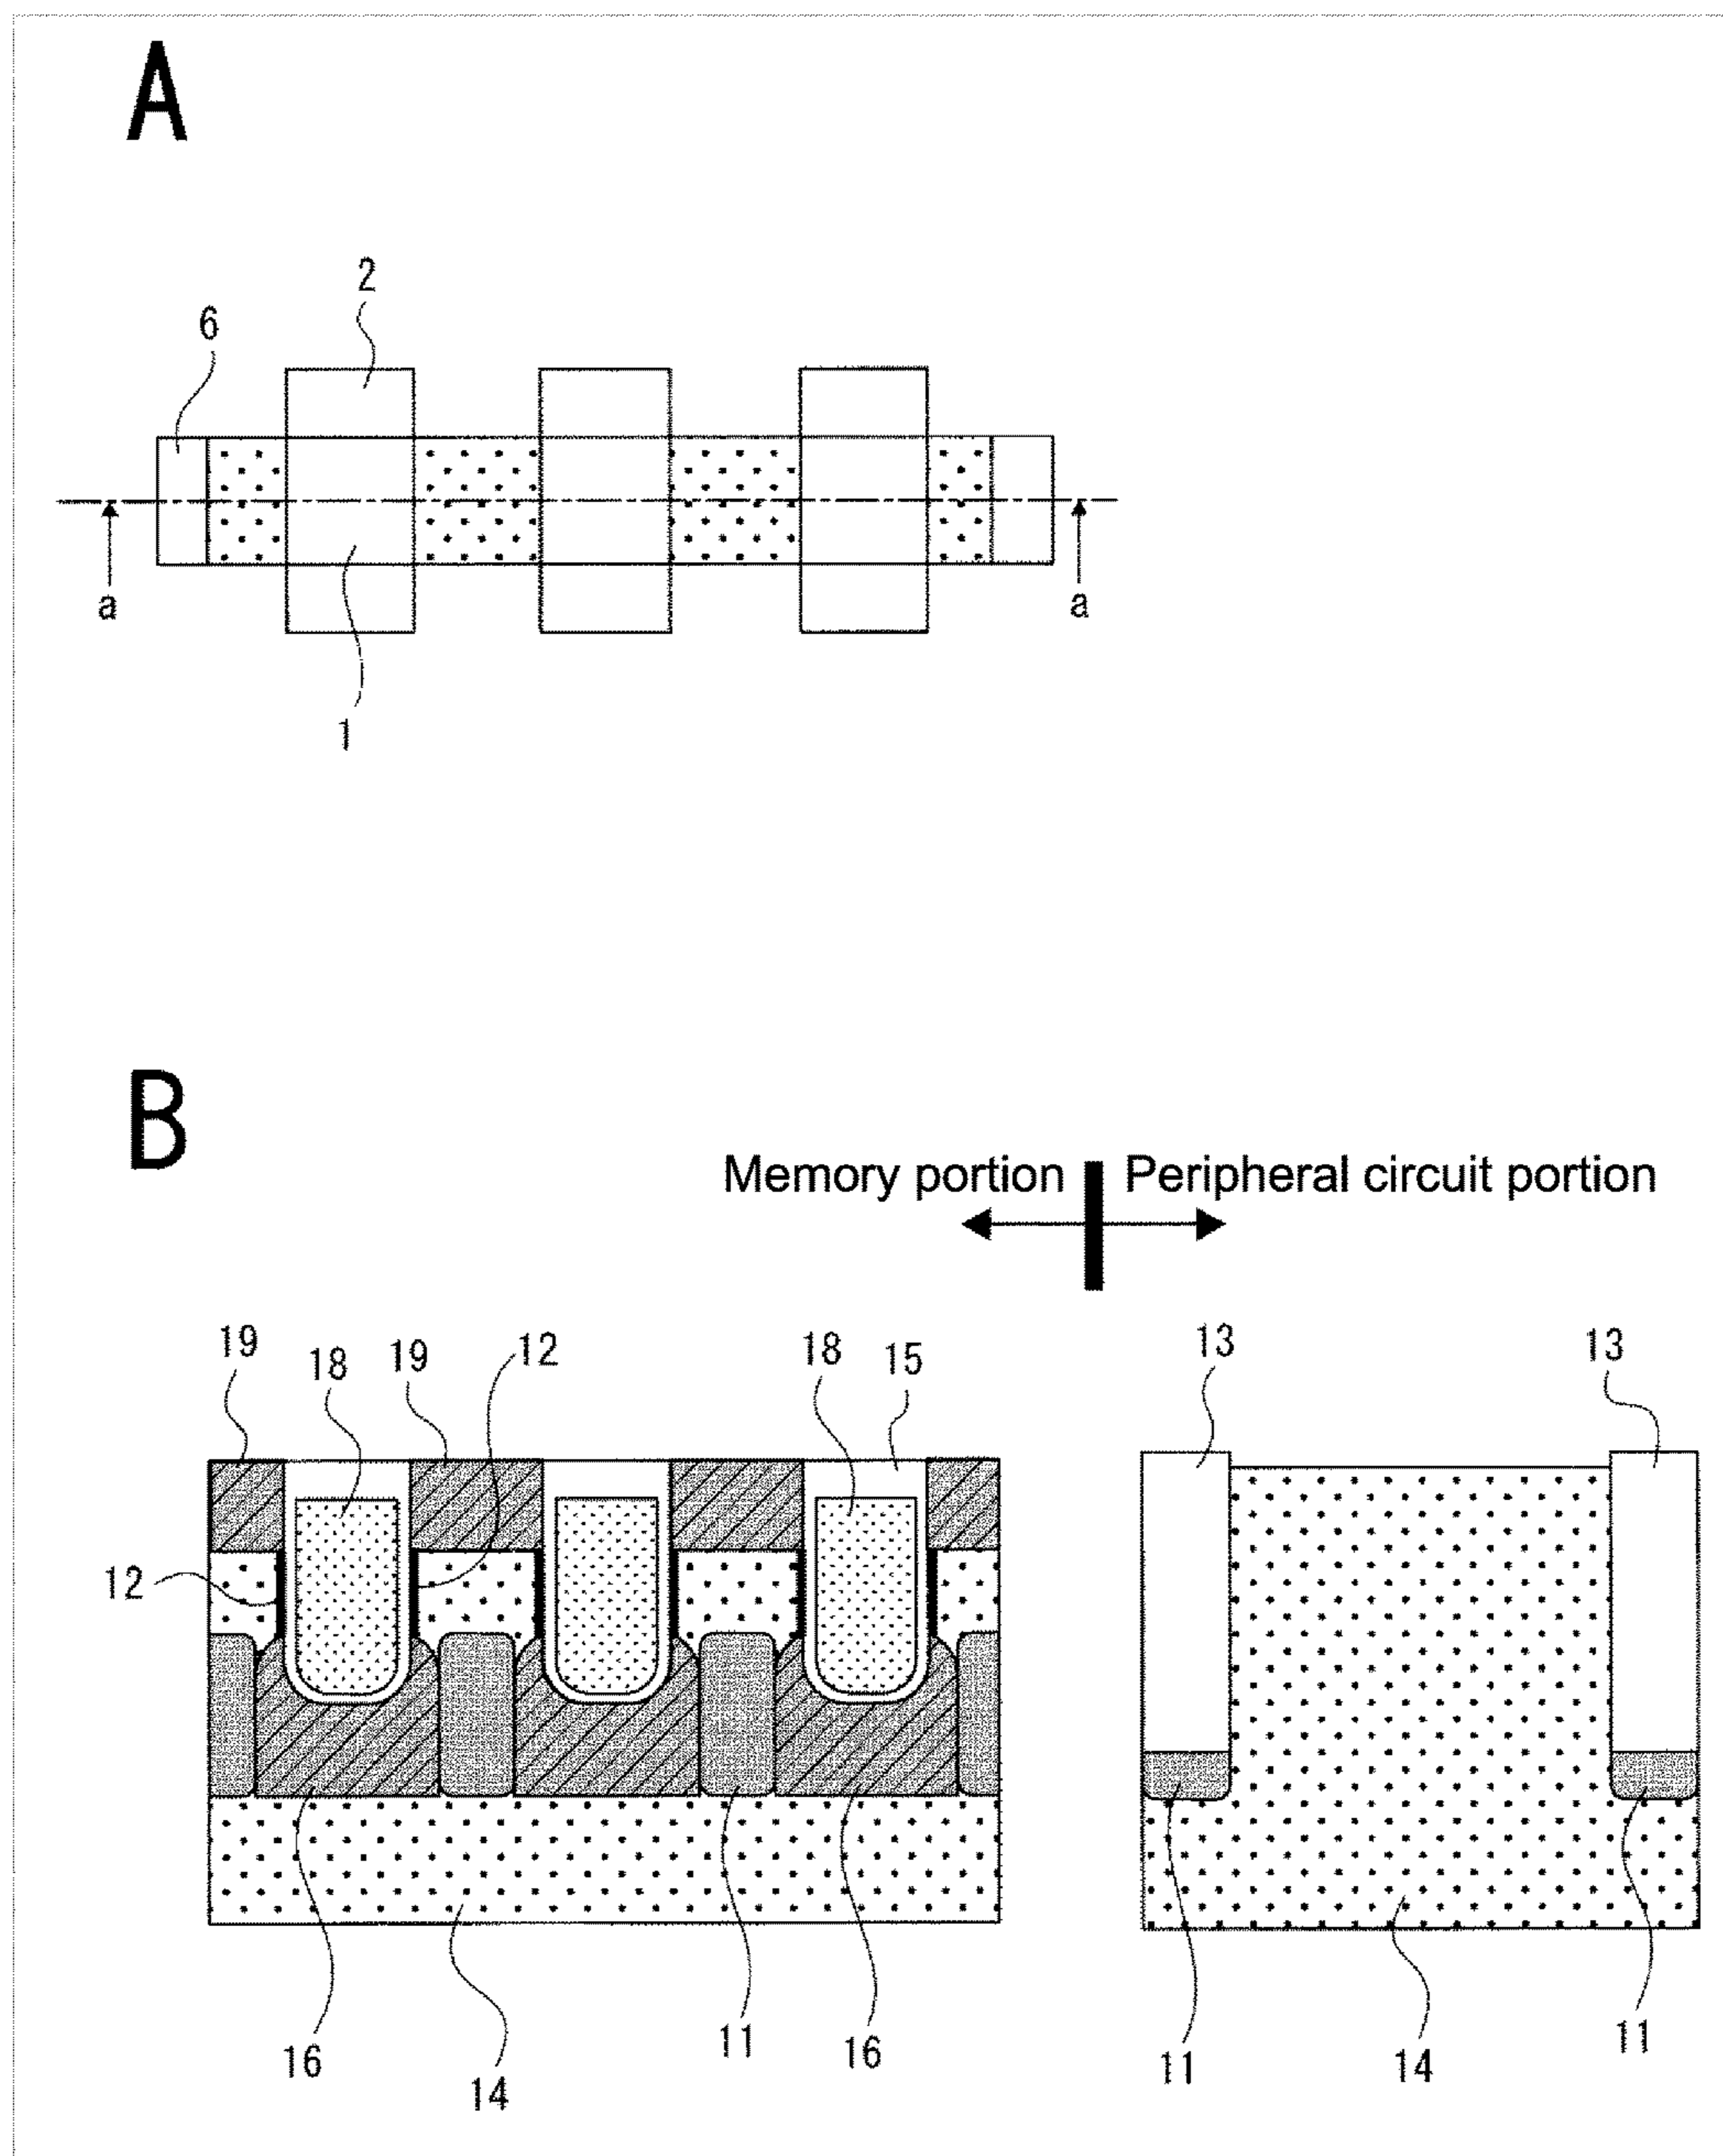 A
2
6
a a
1
B
Memory portion Peripheral circuit portion
19 18 19 12 18 15 13 13
12
16 14 11 16 11 14 11